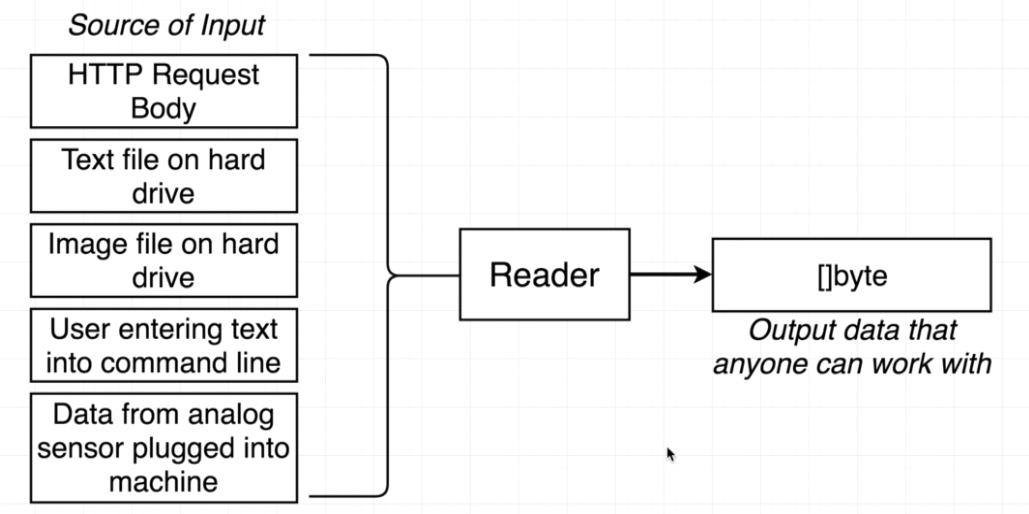 Source of Input
HTTP Request
Body
Text file on hard
drive
Image file on hard
drive
User entering text
into command line
Data from analog
sensor plugged into
machine
Reader
[]byte
Output data that
anyone can work with